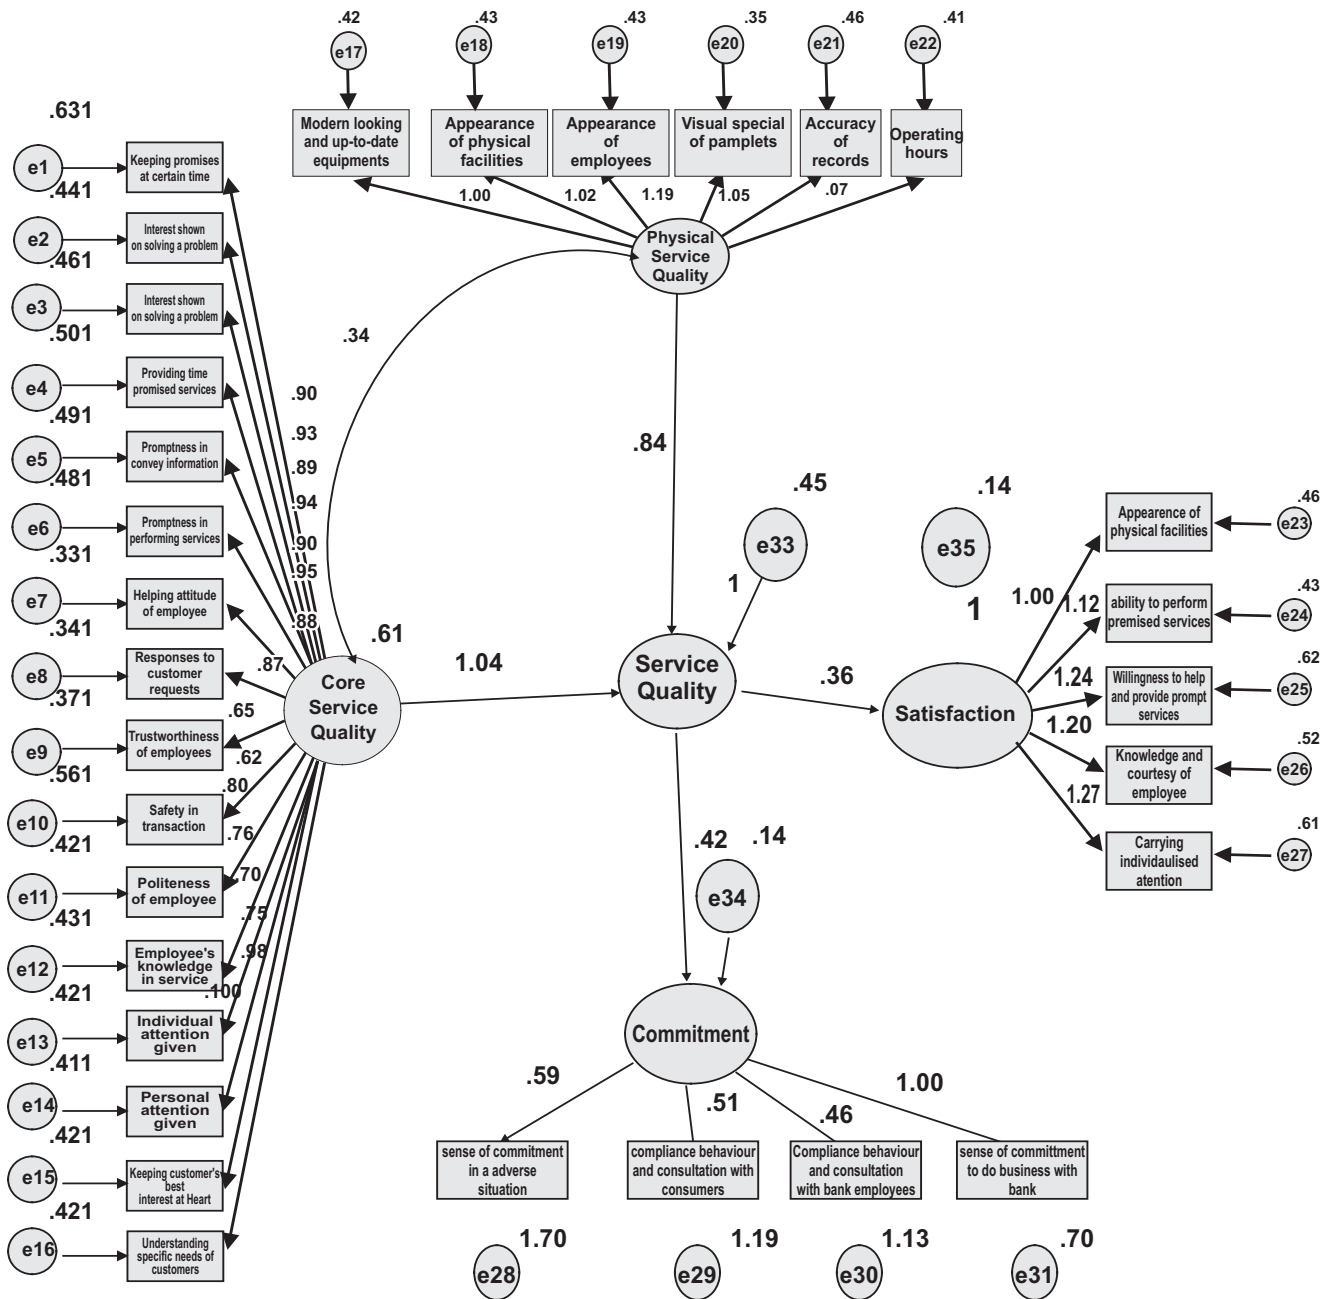 .42
.43
.43
.35
.46
.41
e17
e18
e19
e20
e21
e22
Modern looking
and up-to-date
equipments
Appearance
of physical
facilities
Appearance
of
employees
Visual special
of pamplets
Accuracy
of
records
Operating
hours
1.00
1.02
1.19
1.05
.07
Physical
Service
Quality
.631
e1
Keeping promises
at certain time
.441
e2
Interest shown
on solving a problem
.461
e3
Interest shown
on solving a problem
.501
e4
Providing time
promised services
.491
e5
Promptness in
convey information
.481
e6
Promptness in
performing services
.331
e7
Helping attitude
of employee
.341
e8
Responses to
customer
requests
.371
e9
Trustworthiness
of employees
.561
e10
Safety in
transaction
.421
e11
Politeness
of employee
.431
e12
Employee's
knowledge
in service
.421
e13
Individual
attention
given
.411
e14
Personal
attention
given
.421
e15
Keeping customer's
best
interest at Heart
.421
e16
Understanding
specific needs of
customers
.34
.90
.93
.89
.94
.90
.95
.88
.87
.65
.62
.80
.76
.70
.75
.98
.100
.61
Core
Service
Quality
1.04
.84
.45
e33
1
Service
Quality
.36
.14
e35
1
Satisfaction
1.00
1.12
1.24
1.20
1.27
Appearence of
physical facilities
.46
e23
ability to perform
premised services
.43
e24
Willingness to help
and provide prompt
services
.62
e25
Knowledge and
courtesy of
employee
.52
e26
Carrying
individaulised
atention
.61
e27
.42
.14
e34
Commitment
.59
.51
.46
1.00
sense of commitment
in a adverse
situation
compliance behaviour
and consultation with
consumers
Compliance behaviour
and consultation
with bank employees
sense of committment
to do business with
bank
1.70
e28
1.19
e29
1.13
e30
.70
e31